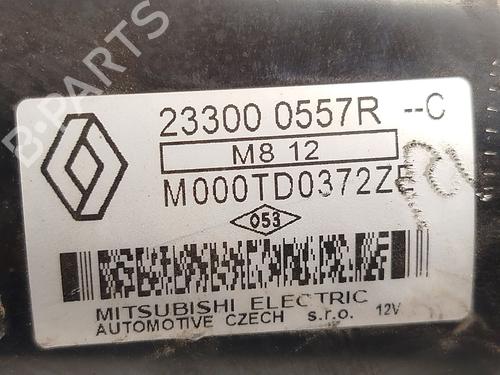 23300 0557R --C
M8 12
M000TD0372ZE
053
MITSUBISHI ELECTRIC
AUTOMOTIVE CZECH s.r.o. 12V
B-PARTS